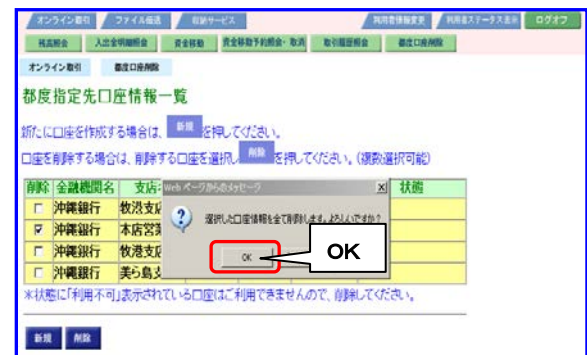 オンライン取引 ファイル伝送 収納サービス 利用者情報変更 利用者ステータス表示 ログオフ
残高照会 入出金明細照会 資金移動 資金移動予約照会・取消 取引履歴照会 都度口座削除
オンライン取引 都度口座削除
都度指定先口座情報一覧
新たに口座を作成する場合は、 新規 を押してください。
口座を削除する場合は、削除する口座を選択し 削除 を押してください。(複数選択可能)
削除 金融機関名 支店 Web ページからのメッセージ 状態
沖縄銀行 牧港支店
選択した口座情報を全て削除します。よろしいですか?
沖縄銀行 本店営業
沖縄銀行 牧港支店
OK OK
沖縄銀行 美ら島支
※状態に「利用不可」表示されている口座はご利用できませんので、削除してください。
新規 削除